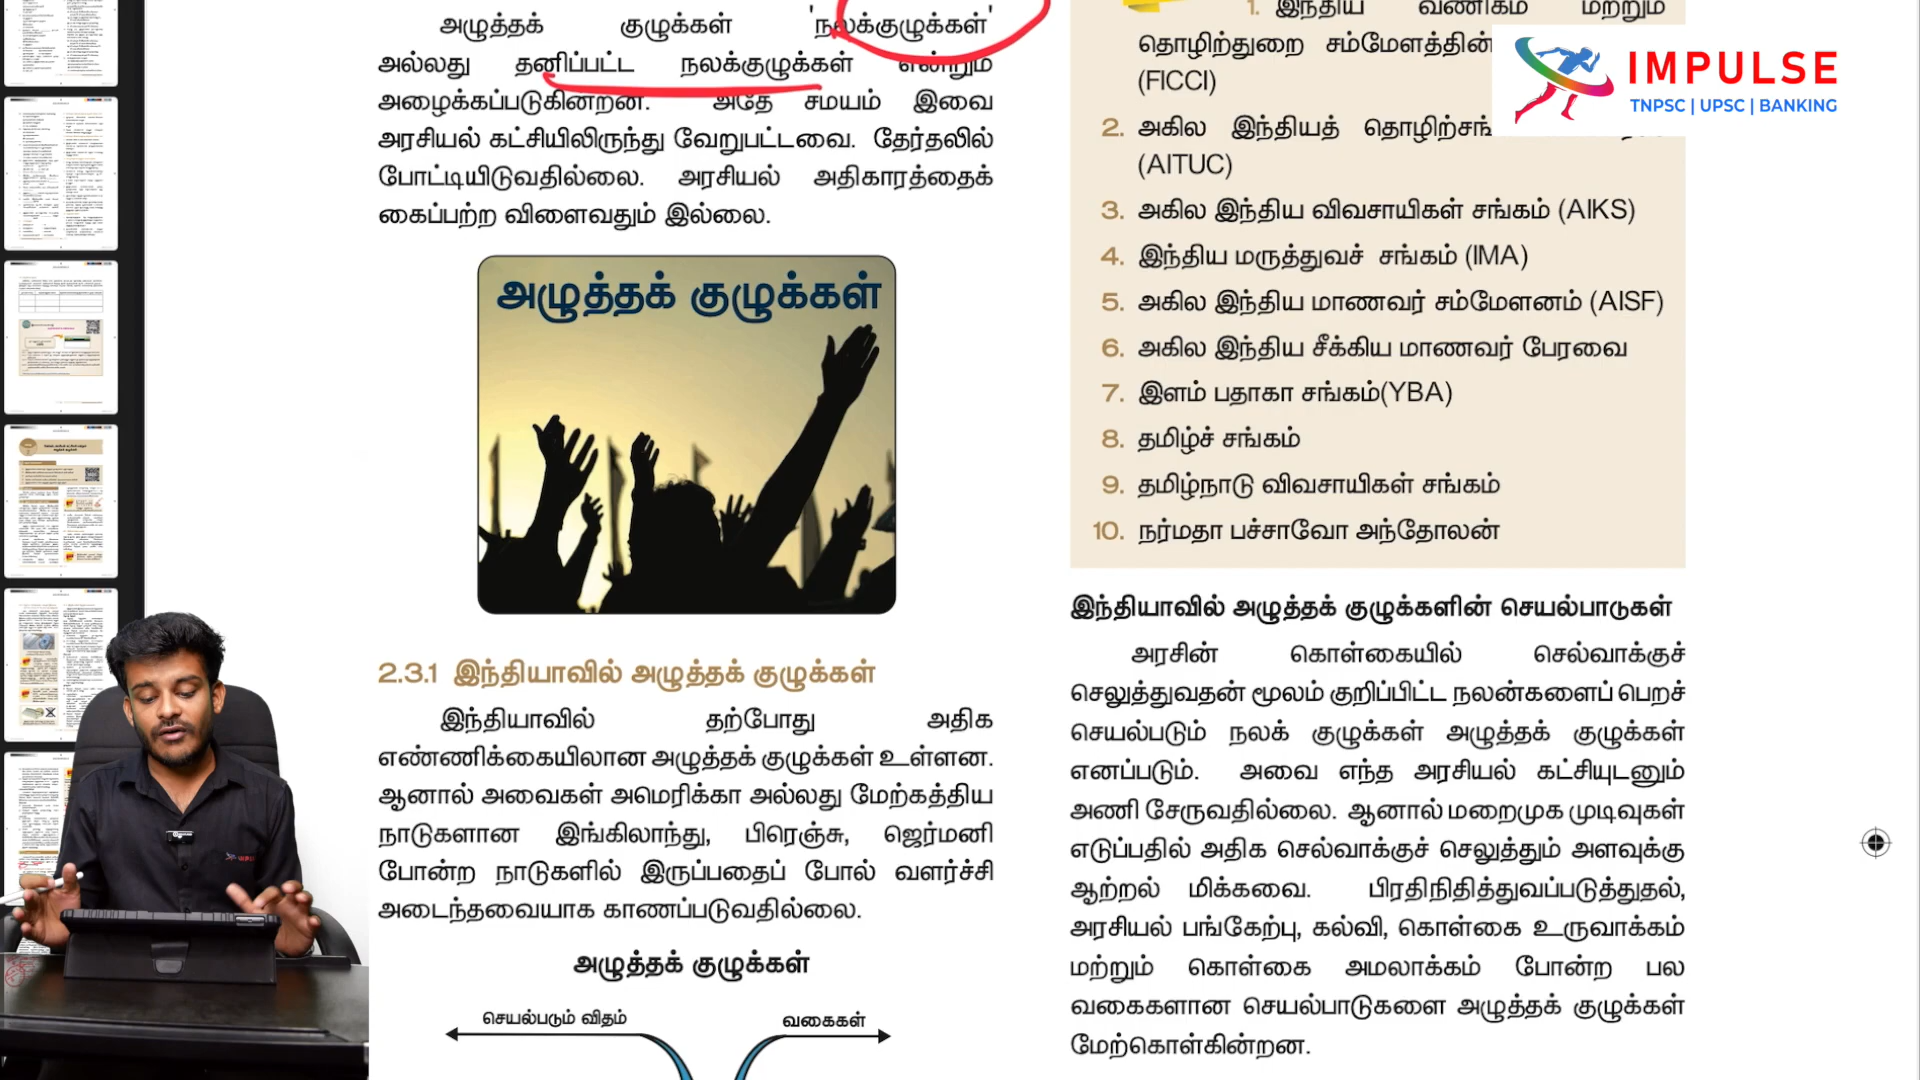 அழுத்தக் குழுக்கள் 'நலக்குழுக்கள்'
அல்லது தனிப்பட்ட நலக்குழுக்கள் என்றும்
அழைக்கப்படுகின்றன. அதே சமயம் இவை
அரசியல் கட்சியிலிருந்து வேறுபட்டவை. தேர்தலில்
போட்டியிடுவதில்லை. அரசியல் அதிகாரத்தைக்
கைப்பற்ற விளைவதும் இல்லை.
அழுத்தக் குழுக்கள்
2.3.1 இந்தியாவில் அழுத்தக் குழுக்கள்
இந்தியாவில் தற்போது அதிக
எண்ணிக்கையிலான அழுத்தக் குழுக்கள் உள்ளன.
ஆனால் அவைகள் அமெரிக்கா அல்லது மேற்கத்திய
நாடுகளான இங்கிலாந்து, பிரெஞ்சு, ஜெர்மனி
போன்ற நாடுகளில் இருப்பதைப் போல் வளர்ச்சி
அடைந்தவையாக காணப்படுவதில்லை.
அழுத்தக் குழுக்கள்
செயல்படும் விதம்
வகைகள்
1. இந்திய வணிகம் மற்றும்
தொழிற்துறை சம்மேளத்தின்
(FICCI)
2. அகில இந்தியத்
(AITUC)
3. அகில இந்திய விவசாயிகள் சங்கம் (AIKS)
4. இந்திய மருத்துவச் சங்கம் (IMA)
5. அகில இந்திய மாணவர் சம்மேளனம் (AISF)
6. அகில இந்திய சீக்கிய மாணவர் பேரவை
7. இளம் பதாகா சங்கம்(YBA)
8. தமிழ்ச் சங்கம்
9. தமிழ்நாடு விவசாயிகள் சங்கம்
10. நர்மதா பச்சாவோ அந்தோலன்
இந்தியாவில் அழுத்தக் குழுக்களின் செயல்பாடுகள்
அரசின் கொள்கையில் செல்வாக்குச்
செலுத்துவதன் மூலம் குறிப்பிட்ட நலன்களைப் பெறச்
செயல்படும் நலக் குழுக்கள் அழுத்தக் குழுக்கள்
எனப்படும். அவை எந்த அரசியல் கட்சியுடனும்
அணி சேருவதில்லை. ஆனால் மறைமுக முடிவுகள்
எடுப்பதில் அதிக செல்வாக்குச் செலுத்தும் அளவுக்கு
ஆற்றல் மிக்கவை. பிரதிநிதித்துவப்படுத்துதல்,
அரசியல் பங்கேற்பு, கல்வி, கொள்கை உருவாக்கம்
மற்றும் கொள்கை அமலாக்கம் போன்ற பல
வகைகளான செயல்பாடுகளை அழுத்தக் குழுக்கள்
மேற்கொள்கின்றன.
IMPULSE
TNPSC | UPSC | BANKING